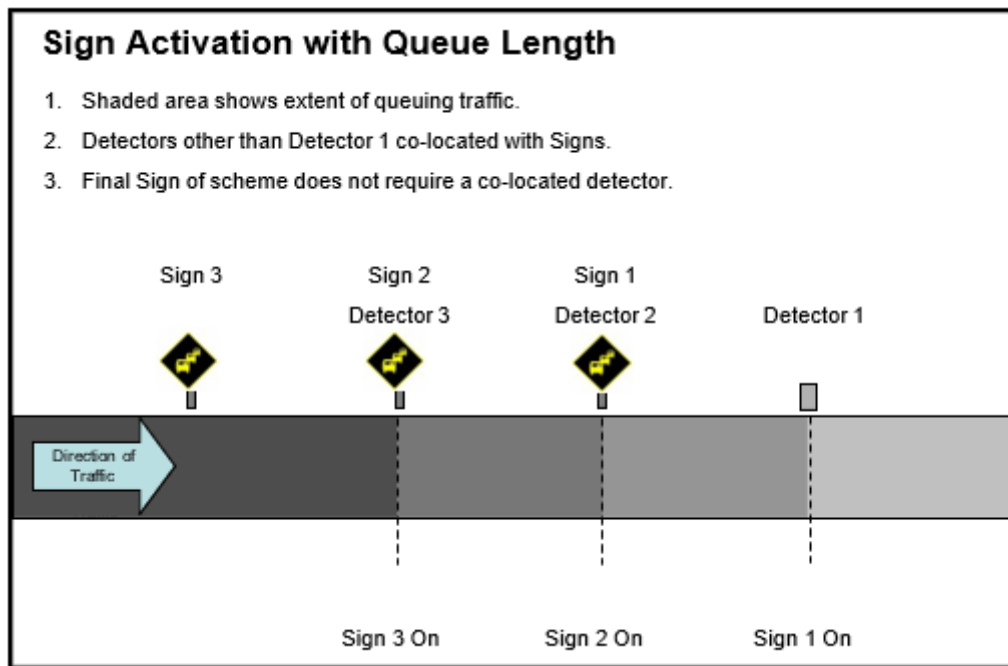 Sign Activation with Queue Length
1. Shaded area shows extent of queuing traffic.
2. Detectors other than Detector 1 co-located with Signs.
3. Final Sign of scheme does not require a co-located detector.
Sign 3 Sign 2 Sign 1
Detector 3 Detector 2 Detector 1
Direction of
Traffic
Sign 3 On Sign 2 On Sign 1 On